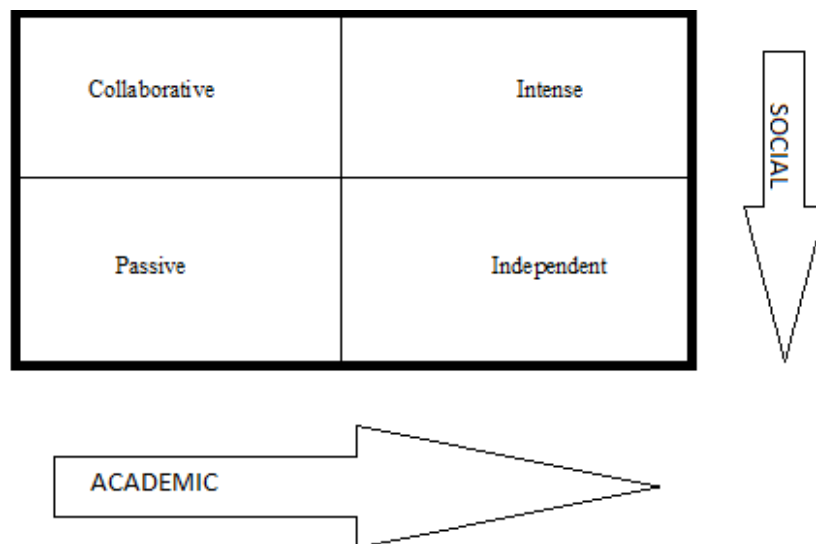 Collaborative
Intense
SOCIAL
Passive
Independent
ACADEMIC